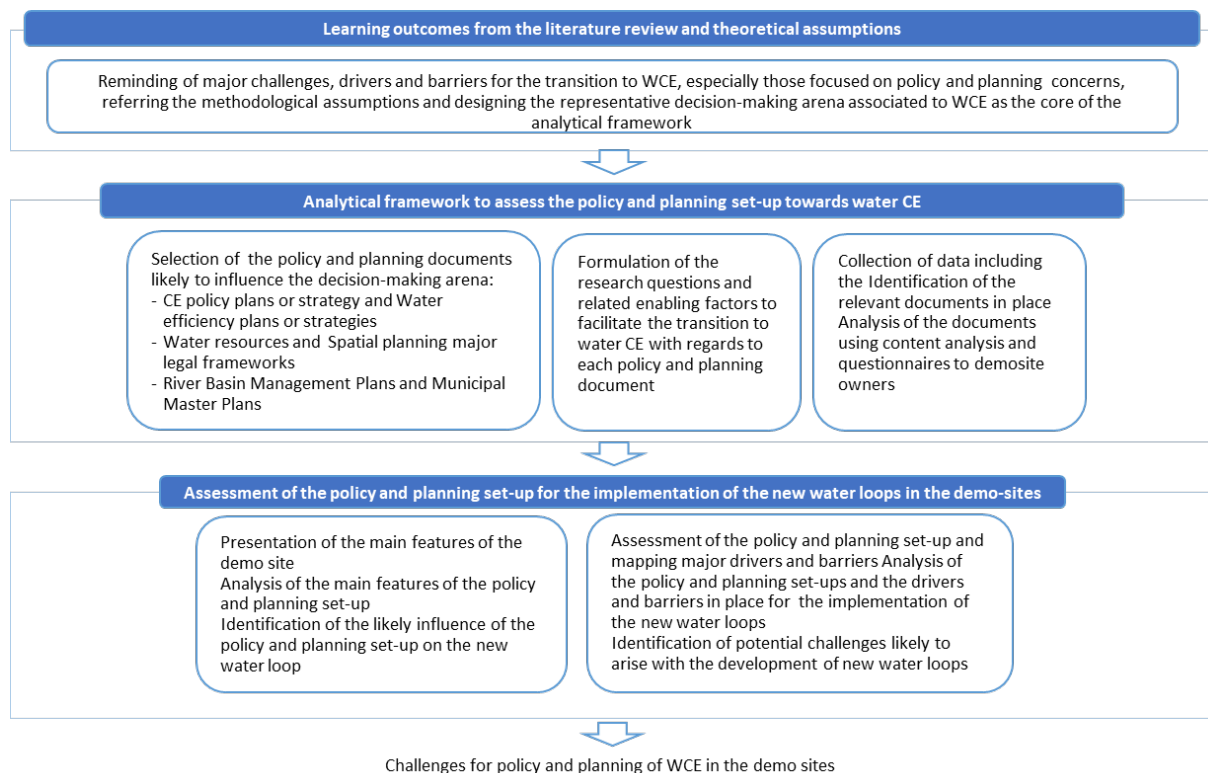 Learning outcomes from the literature review and theoretical assumptions
Reminding of major challenges, drivers and barriers for the transition to WCE, especially those focused on policy and planning concerns,
referring the methodological assumptions and designing the representative decision-making arena associated to WCE as the core of the
analytical framework
Analytical framework to assess the policy and planning set-up towards water CE
Selection of the policy and planning documents
likely to influence the decision-making arena:
- CE policy plans or strategy and Water
efficiency plans or strategies
- Water resources and Spatial planning major
legal frameworks
- River Basin Management Plans and Municipal
Master Plans
Formulation of the
research questions and
related enabling factors to
facilitate the transition to
water CE with regards to
each policy and planning
document
Collection of data including
the Identification of the
relevant documents in place
Analysis of the documents
using content analysis and
questionnaires to demosite
owners
Assessment of the policy and planning set-up for the implementation of the new water loops in the demo-sites
Presentation of the main features of the
demo site
Analysis of the main features of the policy
and planning set-up
Identification of the likely influence of the
policy and planning set-up on the new
water loop
Assessment of the policy and planning set-up and
mapping major drivers and barriers Analysis of
the policy and planning set-ups and the drivers
and barriers in place for the implementation of
the new water loops
Identification of potential challenges likely to
arise with the development of new water loops
Challenges for policy and planning of WCE in the demo sites